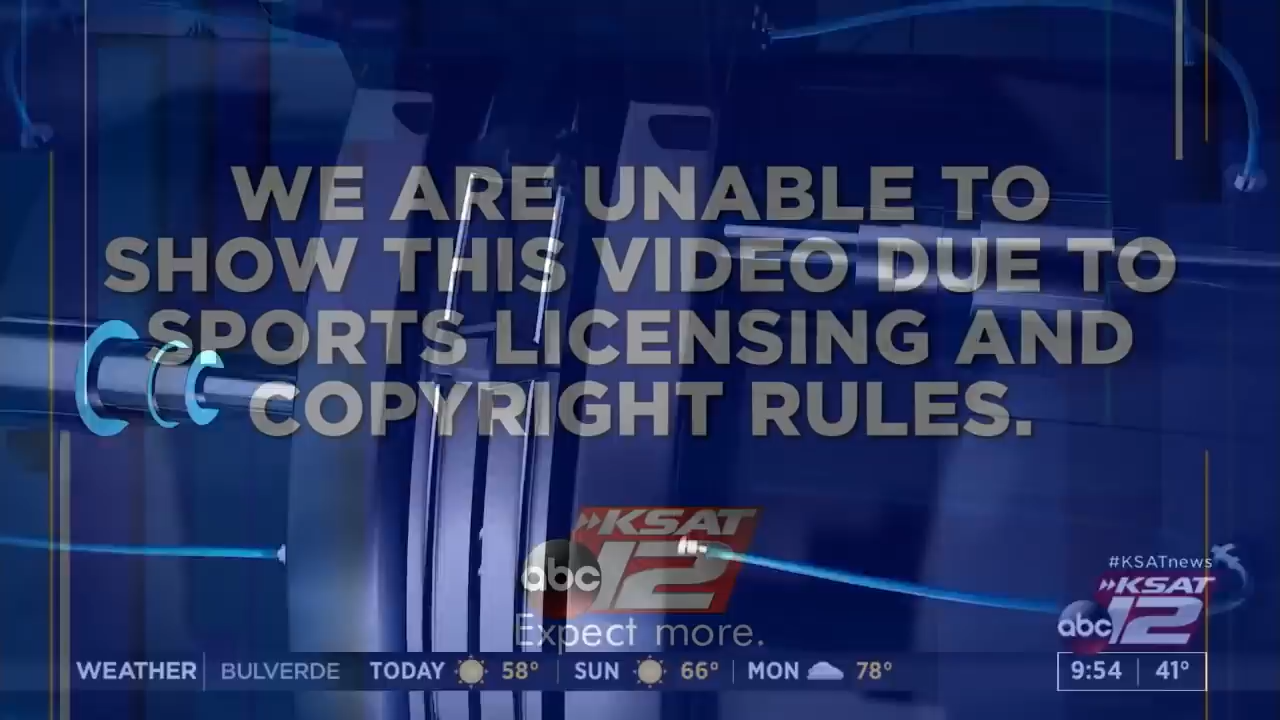 WE ARE UNABLE TO
SHOW THIS VIDEO DUE TO
SPORTS LICENSING AND
COPYRIGHT RULES.
KSAT
abc 12
Expect more.
#KSATnews
KSAT
abc 12
WEATHER BULVERDE TODAY 58° SUN 66° MON 78° 9:54 41°